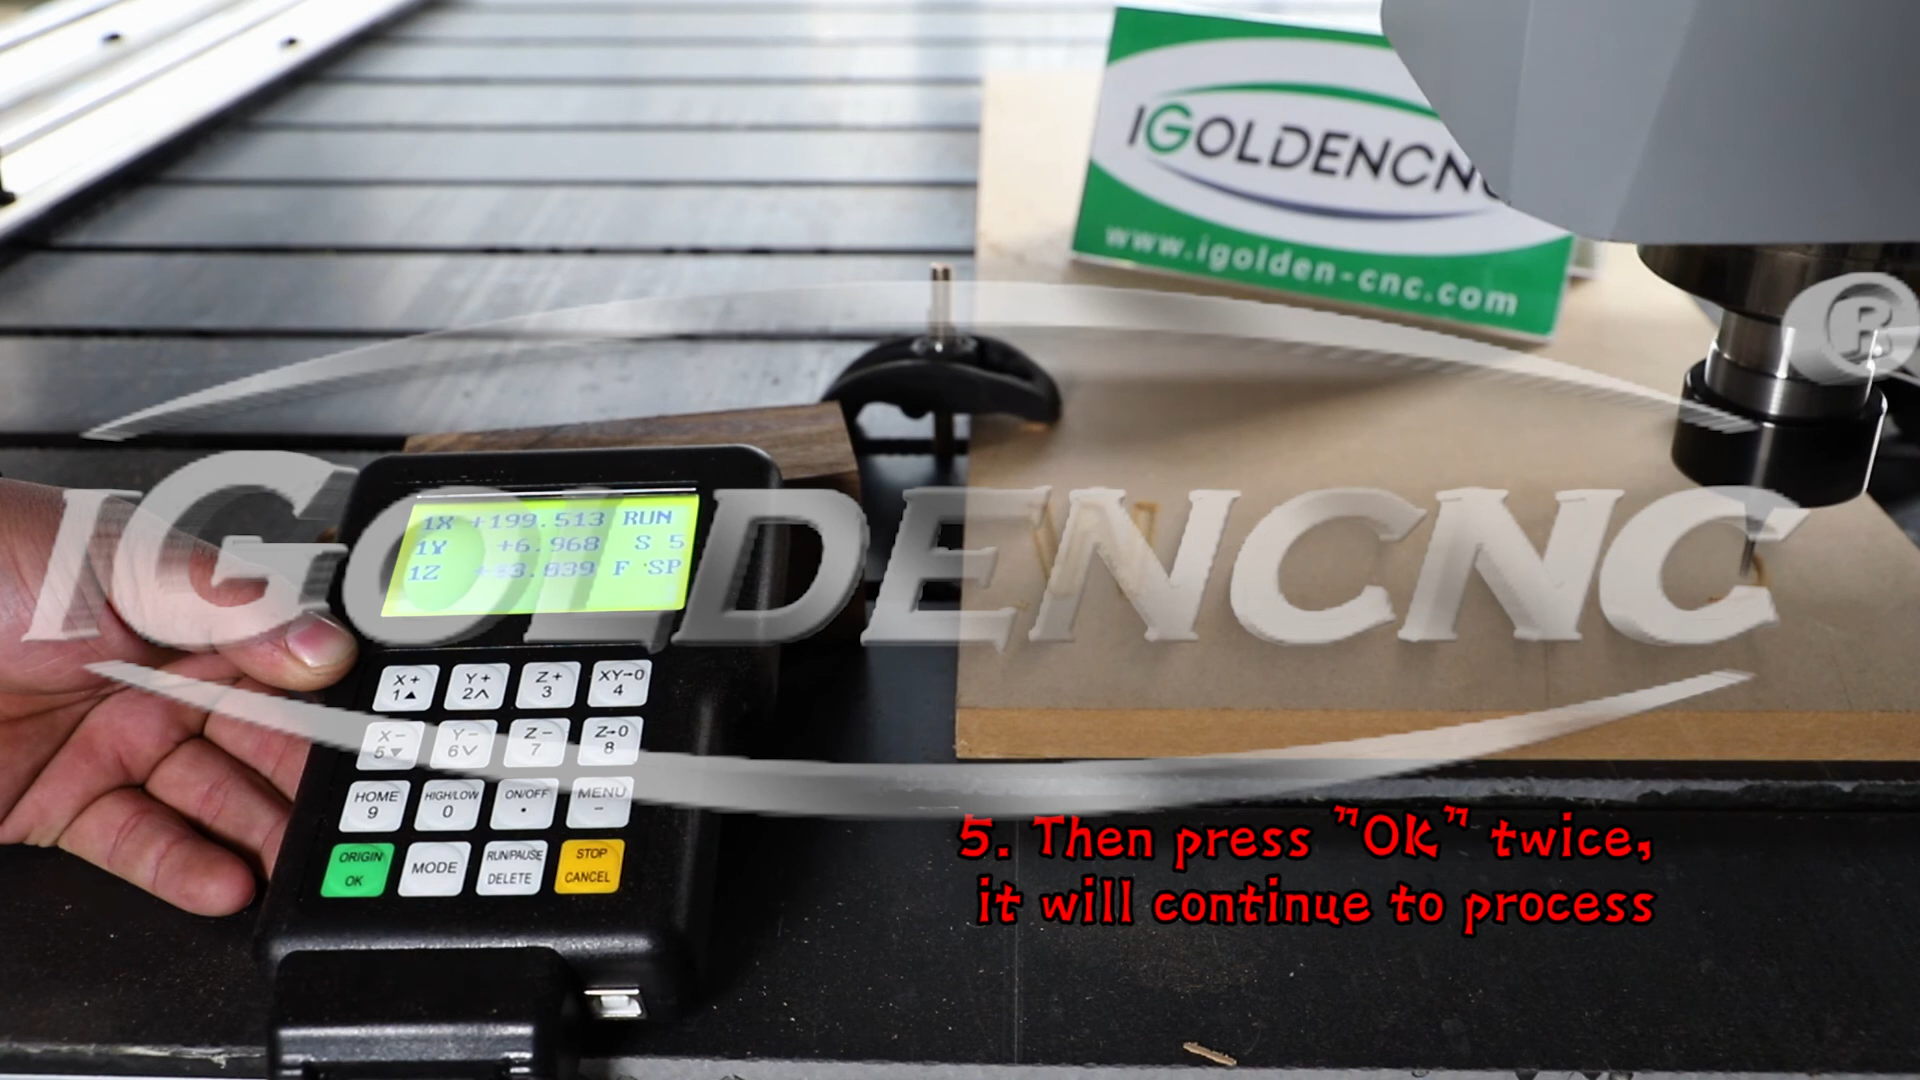 IGOLDENCNC
www.igolden-cnc.com
®
IGOLDENCNC
1X +199.513 RUN
1Y +6.968 S 5
1Z F SP
X+ 1▲
Y+ 2∧
Z+ 3
XY→0 4
X− 5▼
Y− 6∨
Z− 7
Z→0 8
HOME 9
HIGH/LOW 0
ON/OFF •
MENU −
ORIGIN OK
MODE
RUN/PAUSE DELETE
STOP CANCEL
5. Then press "OK" twice,
it will continue to process